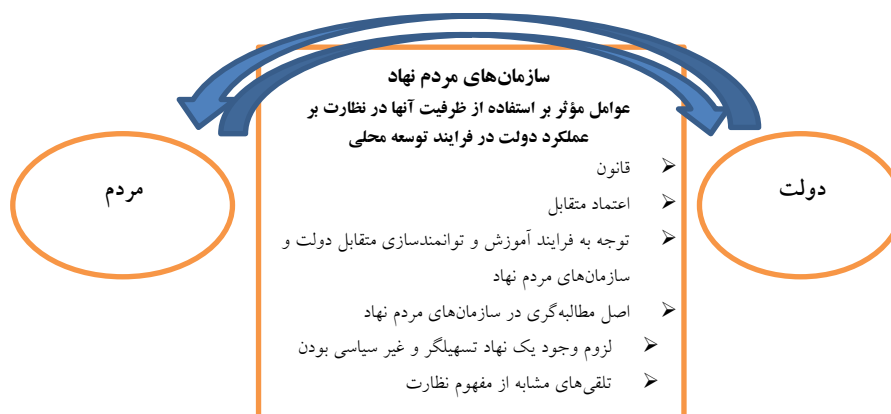 سازمان‌های مردم نهاد
عوامل مؤثر بر استفاده از ظرفیت آنها در نظارت بر
عملکرد دولت در فرایند توسعه محلی
قانون
اعتماد متقابل
توجه به فرایند آموزش و توانمندسازی متقابل دولت و
سازمان‌های مردم نهاد
اصل مطالبه‌گری در سازمان‌های مردم نهاد
لزوم وجود یک نهاد تسهیلگر و غیر سیاسی بودن
تلقی‌های مشابه از مفهوم نظارت
دولت
مردم